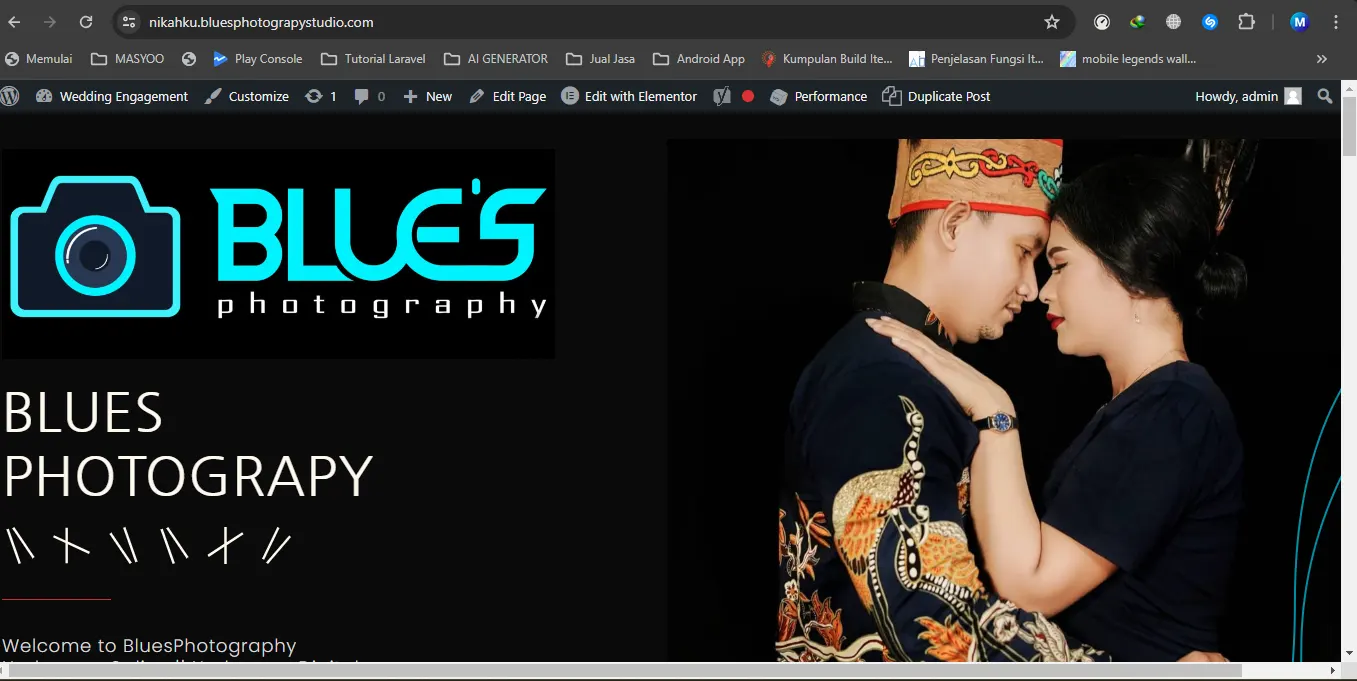 nikahku.bluesphotograpystudio.com
M
Memulai MASYOO Play Console Tutorial Laravel AI GENERATOR Jual Jasa Android App Kumpulan Build Ite... Penjelasan Fungsi It... mobile legends wall...
Wedding Engagement Customize 1 0 New Edit Page Edit with Elementor Performance Duplicate Post Howdy, admin
BLUE'S
photography
BLUES
PHOTOGRAPY
Welcome to BluesPhotography